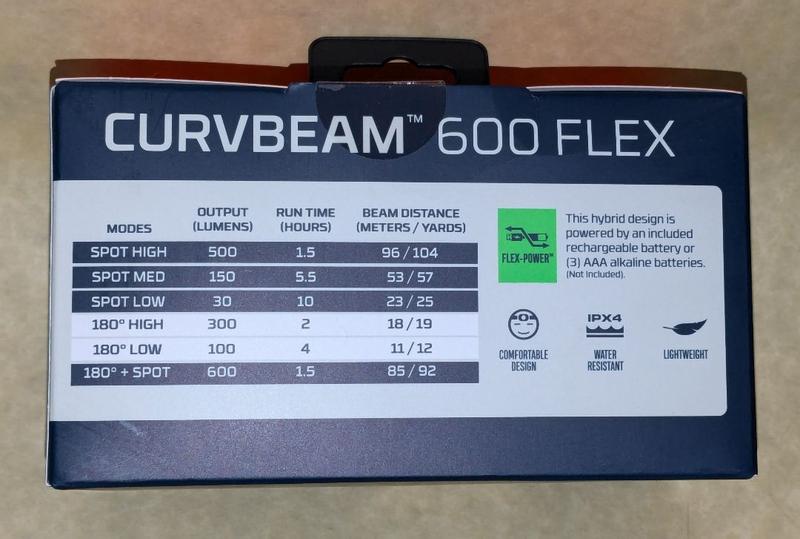 CURVBEAM™ 600 FLEX
MODES OUTPUT (LUMENS) RUN TIME (HOURS) BEAM DISTANCE (METERS / YARDS)
SPOT HIGH 500 1.5 96 / 104
SPOT MED 150 5.5 53 / 57
SPOT LOW 30 10 23 / 25
180° HIGH 300 2 18 / 19
180° LOW 100 4 11 / 12
180° + SPOT 600 1.5 85 / 92
FLEX-POWER™
This hybrid design is
powered by an included
rechargeable battery or
(3) AAA alkaline batteries.
(Not Included).
COMFORTABLE
DESIGN
IPX4
WATER
RESISTANT
LIGHTWEIGHT